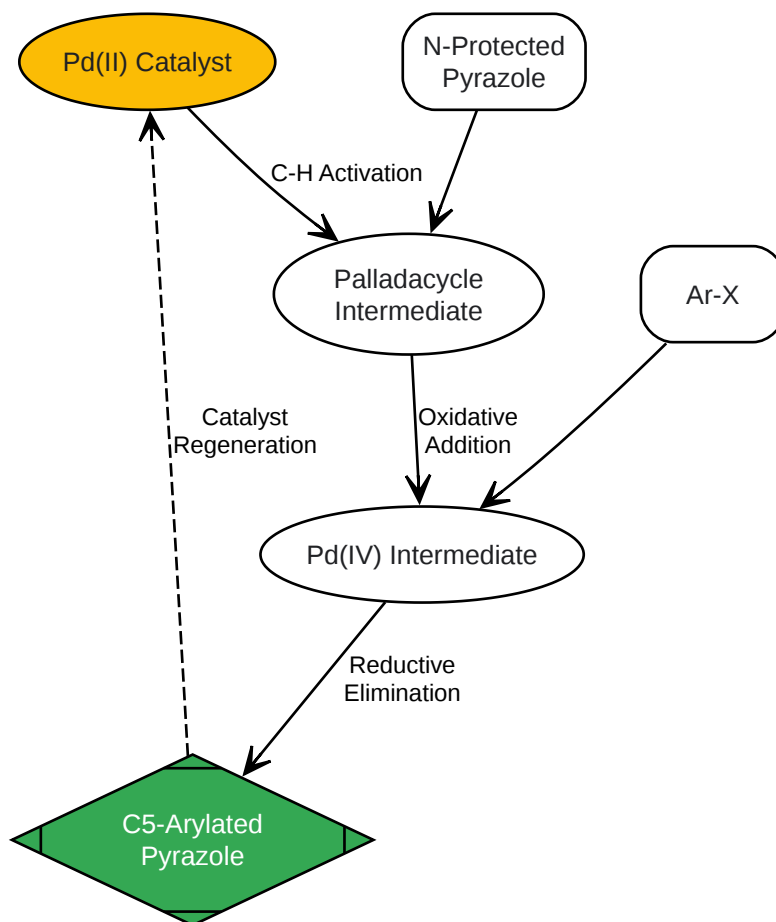 Pd(II) Catalyst
N-Protected
Pyrazole
C-H Activation
Palladacycle
Intermediate
Ar-X
Catalyst
Regeneration
Oxidative
Addition
Pd(IV) Intermediate
Reductive
Elimination
C5-Arylated
Pyrazole